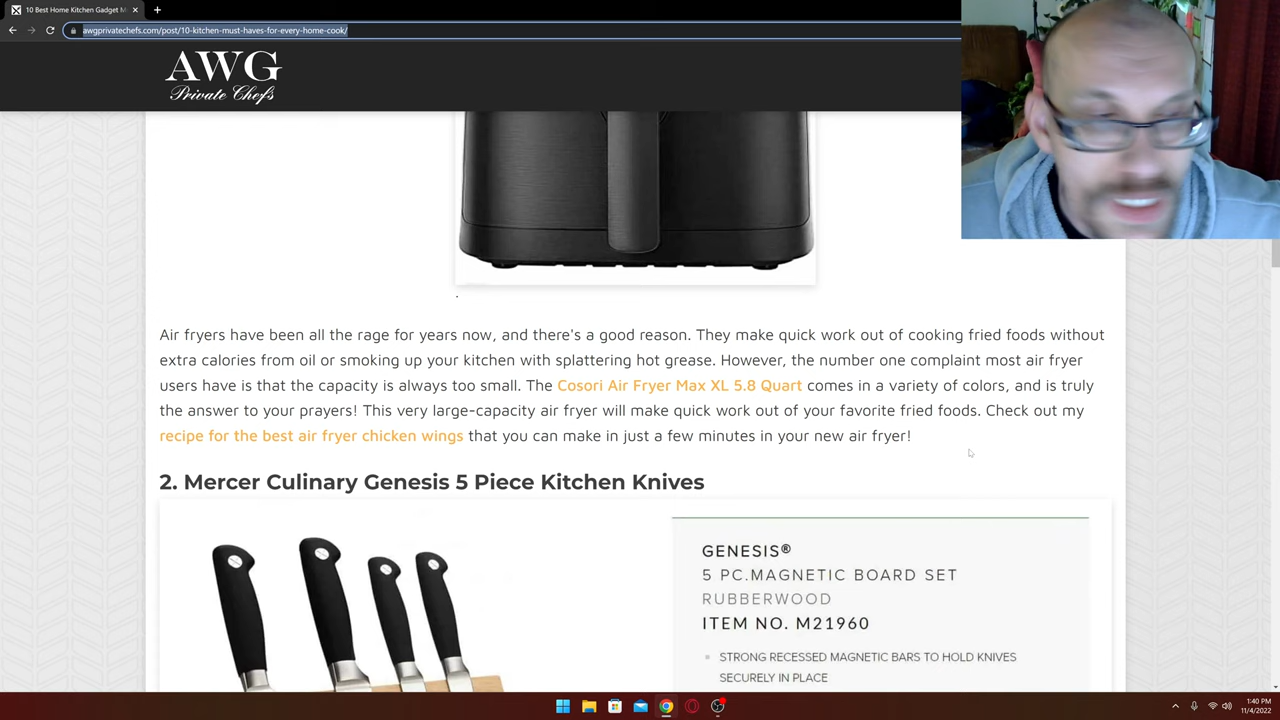 10 Best Home Kitchen Gadget M
awgprivatechefs.com/post/10-kitchen-must-haves-for-every-home-cook/
AWG
Private Chefs
Air fryers have been all the rage for years now, and there's a good reason. They make quick work out of cooking fried foods without
extra calories from oil or smoking up your kitchen with splattering hot grease. However, the number one complaint most air fryer
users have is that the capacity is always too small. The Cosori Air Fryer Max XL 5.8 Quart comes in a variety of colors, and is truly
the answer to your prayers! This very large-capacity air fryer will make quick work out of your favorite fried foods. Check out my
recipe for the best air fryer chicken wings that you can make in just a few minutes in your new air fryer!
2. Mercer Culinary Genesis 5 Piece Kitchen Knives
GENESIS®
5 PC.MAGNETIC BOARD SET
RUBBERWOOD
ITEM NO. M21960
STRONG RECESSED MAGNETIC BARS TO HOLD KNIVES
SECURELY IN PLACE
1:40 PM
11/4/2022